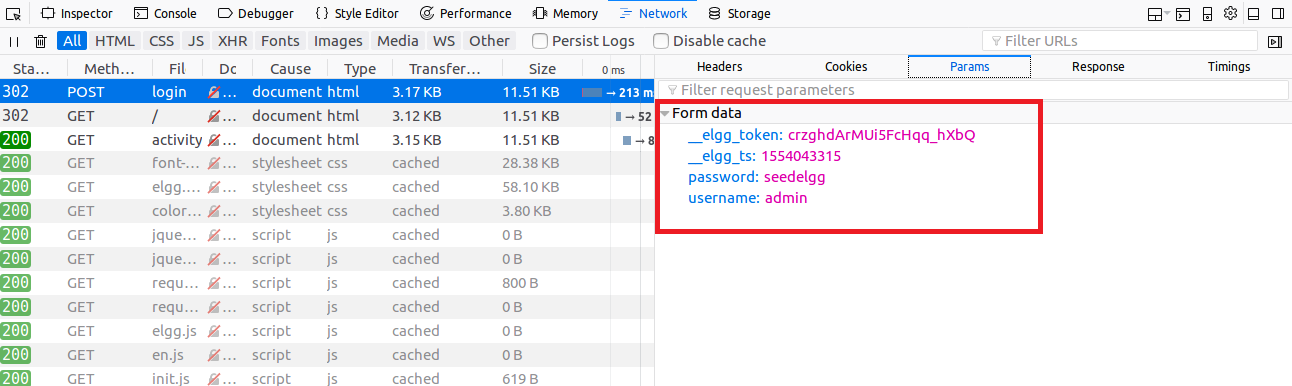 Inspector Console Debugger Style Editor Performance Memory Network Storage
All HTML CSS JS XHR Fonts Images Media WS Other Persist Logs Disable cache Filter URLs
Sta... Meth... Fil Dc Cause Type Transfer... Size 0 ms Headers Cookies Params Response Timings
302 POST login ... document html 3.17 KB 11.51 KB → 213 ms Filter request parameters
302 GET / ... document html 3.12 KB 11.51 KB → 52 Form data
200 GET activity ... document html 3.15 KB 11.51 KB → 8 __elgg_token: crzghdArMUi5FcHqq_hXbQ
200 GET font-... ... stylesheet css cached 28.38 KB __elgg_ts: 1554043315
200 GET elgg.... ... stylesheet css cached 58.10 KB password: seedelgg
200 GET color... ... stylesheet css cached 3.80 KB username: admin
200 GET jque... ... script js cached 0 B
200 GET jque... ... script js cached 0 B
200 GET requ... ... script js cached 800 B
200 GET requ... ... script js cached 0 B
200 GET elgg.js ... script js cached 0 B
200 GET en.js ... script js cached 0 B
200 GET init.js ... script js cached 619 B